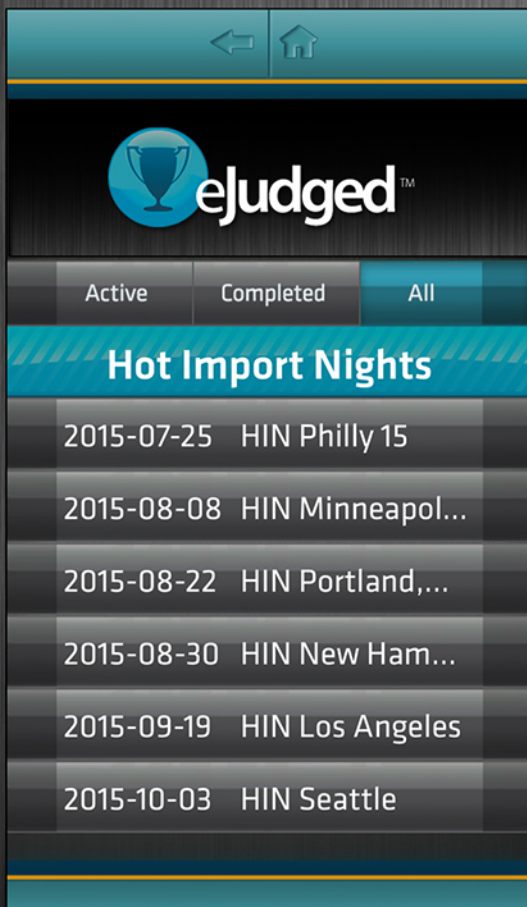 eJudged™
Active Completed All
Hot Import Nights
2015-07-25 HIN Philly 15
2015-08-08 HIN Minneapol...
2015-08-22 HIN Portland,...
2015-08-30 HIN New Ham...
2015-09-19 HIN Los Angeles
2015-10-03 HIN Seattle